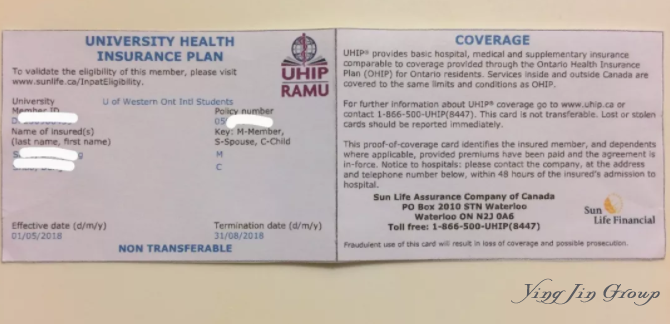 UNIVERSITY HEALTH
INSURANCE PLAN
To validate the eligibility of this member, please visit
www.sunlife.ca/InpatEligibility.
UHIP
RAMU
University
U of Western Ont Intl Students
Member ID
Policy number
05
Name of insured(s)
(last name, first name)
Key: M-Member,
S-Spouse, C-Child
M
C
Effective date (d/m/y)
01/05/2018
Termination date (d/m/y)
31/08/2018
NON TRANSFERABLE
COVERAGE
UHIP® provides basic hospital, medical and supplementary insurance
comparable to coverage provided through the Ontario Health Insurance
Plan (OHIP) for Ontario residents. Services inside and outside Canada are
covered to the same limits and conditions as OHIP.
For further information about UHIP® coverage go to www.uhip.ca or
contact 1-866-500-UHIP(8447). This card is not transferable. Lost or stolen
cards should be reported immediately.
This proof-of-coverage card identifies the insured member, and dependents
where applicable, provided premiums have been paid and the agreement is
in-force. Notice to hospitals: please contact the company, at the address
and telephone number below, within 48 hours of the insured's admission to
hospital.
Sun Life Assurance Company of Canada
PO Box 2010 STN Waterloo
Waterloo ON N2J 0A6
Toll free: 1-866-500-UHIP(8447)
Sun
Life Financial
Fraudulent use of this card will result in loss of coverage and possible prosecution.
Ying Jin Group